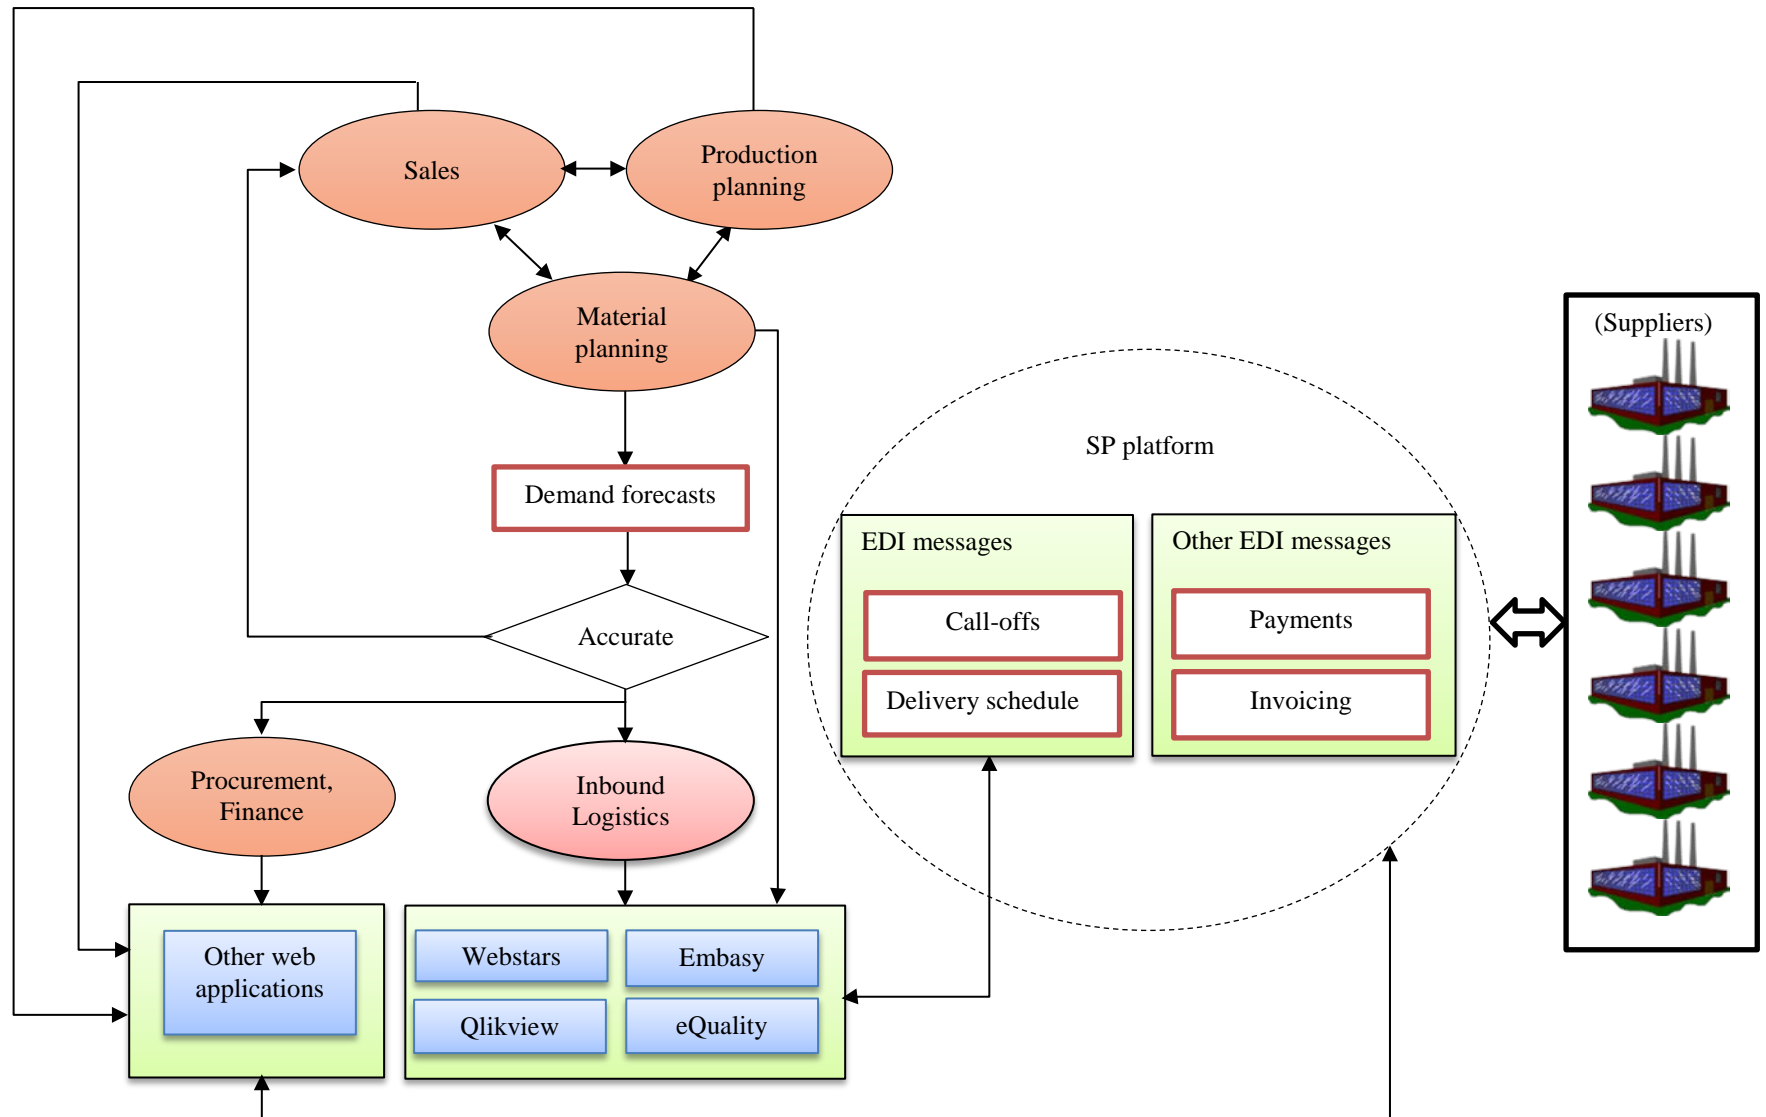 Sales
Production
planning
Material
planning
(Suppliers)
SP platform
Demand forecasts
EDI messages
Other EDI messages
Call-offs
Payments
Accurate
Delivery schedule
Invoicing
Procurement,
Finance
Inbound
Logistics
Other web
applications
Webstars
Embasy
Qlikview
eQuality